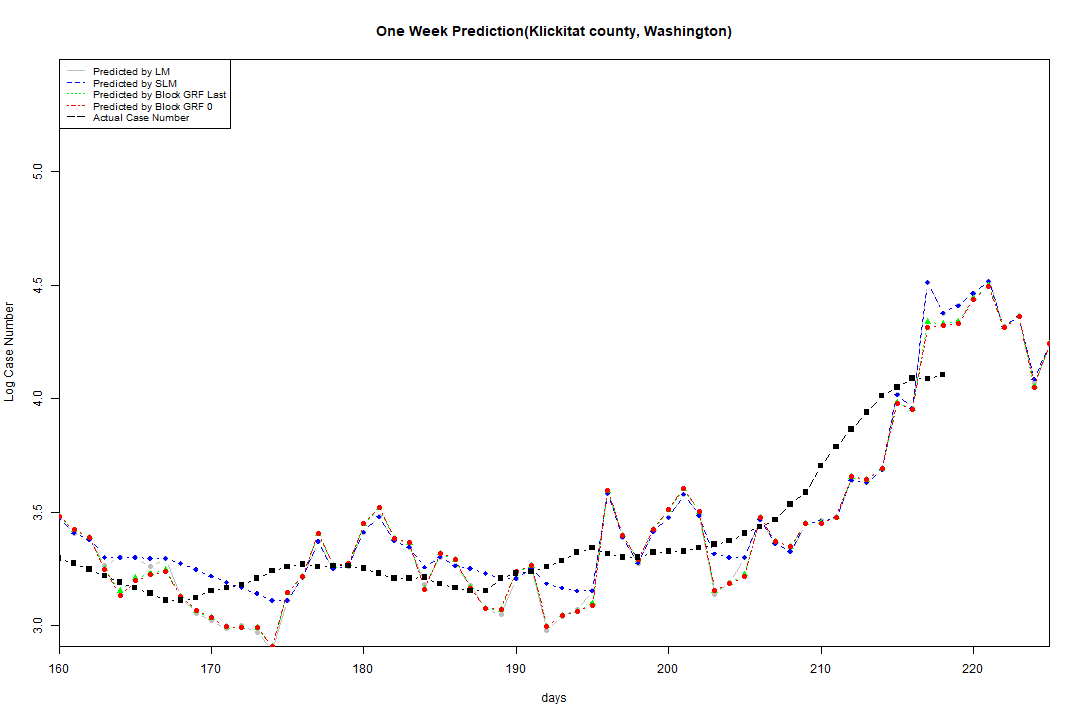 One Week Prediction(Klickitat county, Washington)
Predicted by LM
Predicted by SLM
Predicted by Block GRF Last
Predicted by Block GRF 0
Actual Case Number
5.0
4.5
4.0
3.5
3.0
Log Case Number
160 170 180 190 200 210 220
days